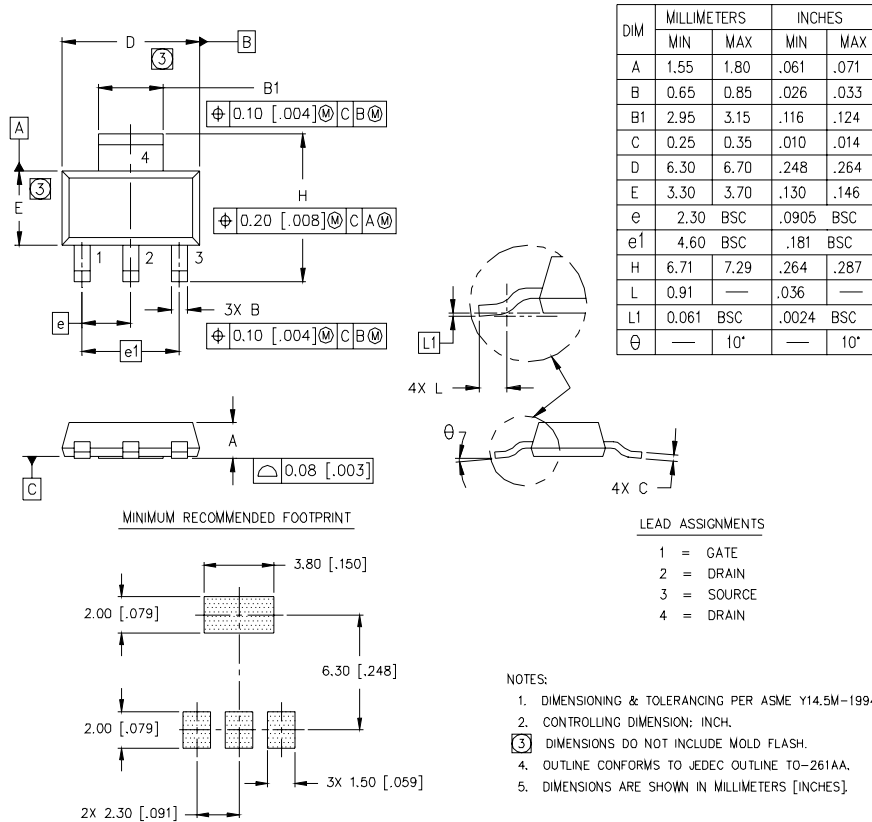 D
B
3
B1
⌖ 0.10 [.004] Ⓜ C B Ⓜ
A
4
3
E
H
⌖ 0.20 [.008] Ⓜ C A Ⓜ
1 2 3
3X B
e
⌖ 0.10 [.004] Ⓜ C B Ⓜ
e1
L1
4X L
A
θ
⌓ 0.08 [.003]
C
4X C
DIM MILLIMETERS INCHES
MIN MAX MIN MAX
A 1.55 1.80 .061 .071
B 0.65 0.85 .026 .033
B1 2.95 3.15 .116 .124
C 0.25 0.35 .010 .014
D 6.30 6.70 .248 .264
E 3.30 3.70 .130 .146
e 2.30 BSC .0905 BSC
e1 4.60 BSC .181 BSC
H 6.71 7.29 .264 .287
L 0.91 — .036 —
L1 0.061 BSC .0024 BSC
θ — 10° — 10°
MINIMUM RECOMMENDED FOOTPRINT
3.80 [.150]
2.00 [.079]
6.30 [.248]
2.00 [.079]
3X 1.50 [.059]
2X 2.30 [.091]
LEAD ASSIGNMENTS
1 = GATE
2 = DRAIN
3 = SOURCE
4 = DRAIN
NOTES:
1. DIMENSIONING & TOLERANCING PER ASME Y14.5M-1994
2. CONTROLLING DIMENSION: INCH.
3 DIMENSIONS DO NOT INCLUDE MOLD FLASH.
4. OUTLINE CONFORMS TO JEDEC OUTLINE TO-261AA.
5. DIMENSIONS ARE SHOWN IN MILLIMETERS [INCHES].